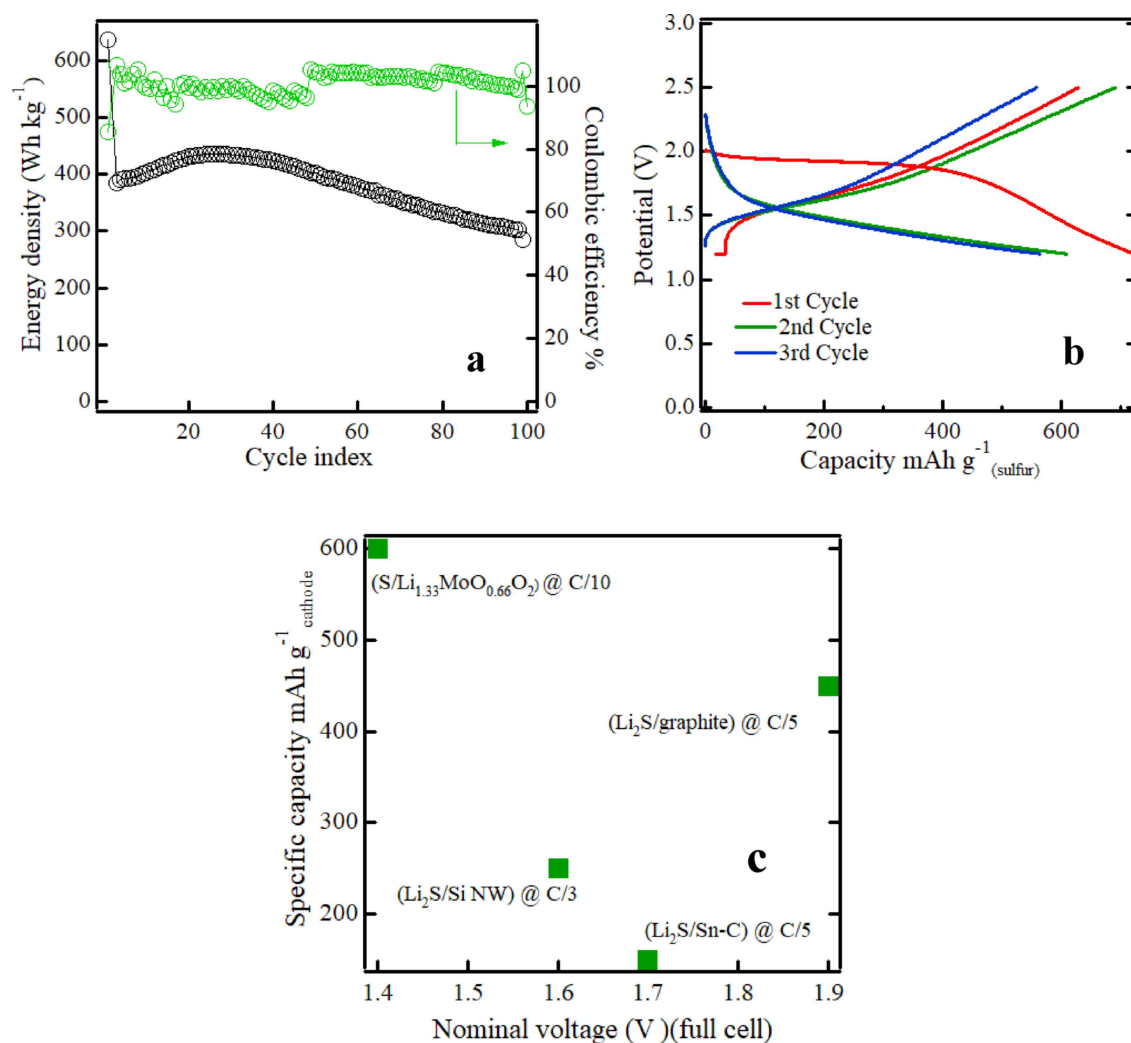 600
500
400
300
200
100
0
Energy density (Wh kg⁻¹)
100
80
60
40
20
0
Coulombic efficiency %
a
20
40
60
80
100
Cycle index
3.0
2.5
2.0
1.5
1.0
0.5
0.0
Potential (V)
1st Cycle
2nd Cycle
3rd Cycle
b
0
200
400
600
Capacity mAh g⁻¹ (sulfur)
600
500
400
300
200
Specific capacity mAh g⁻¹ cathode
(S/Li₁.₃₃MoO₀.₆₆O₂) @ C/10
(Li₂S/graphite) @ C/5
(Li₂S/Si NW) @ C/3
(Li₂S/Sn-C) @ C/5
c
1.4
1.5
1.6
1.7
1.8
1.9
Nominal voltage (V )(full cell)